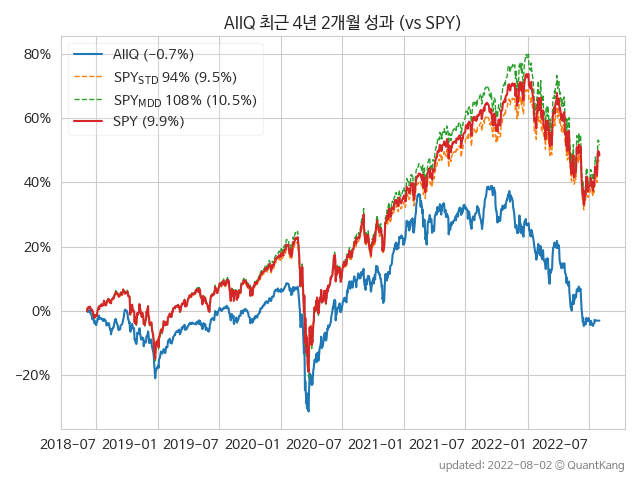 AIIQ 최근 4년 2개월 성과 (vs SPY)
AIIQ (−0.7%)
SPY_STD 94% (9.5%)
SPY_MDD 108% (10.5%)
SPY (9.9%)
80%
60%
40%
20%
0%
−20%
2018-07 2019-01 2019-07 2020-01 2020-07 2021-01 2021-07 2022-01 2022-07
updated: 2022-08-02 © QuantKang